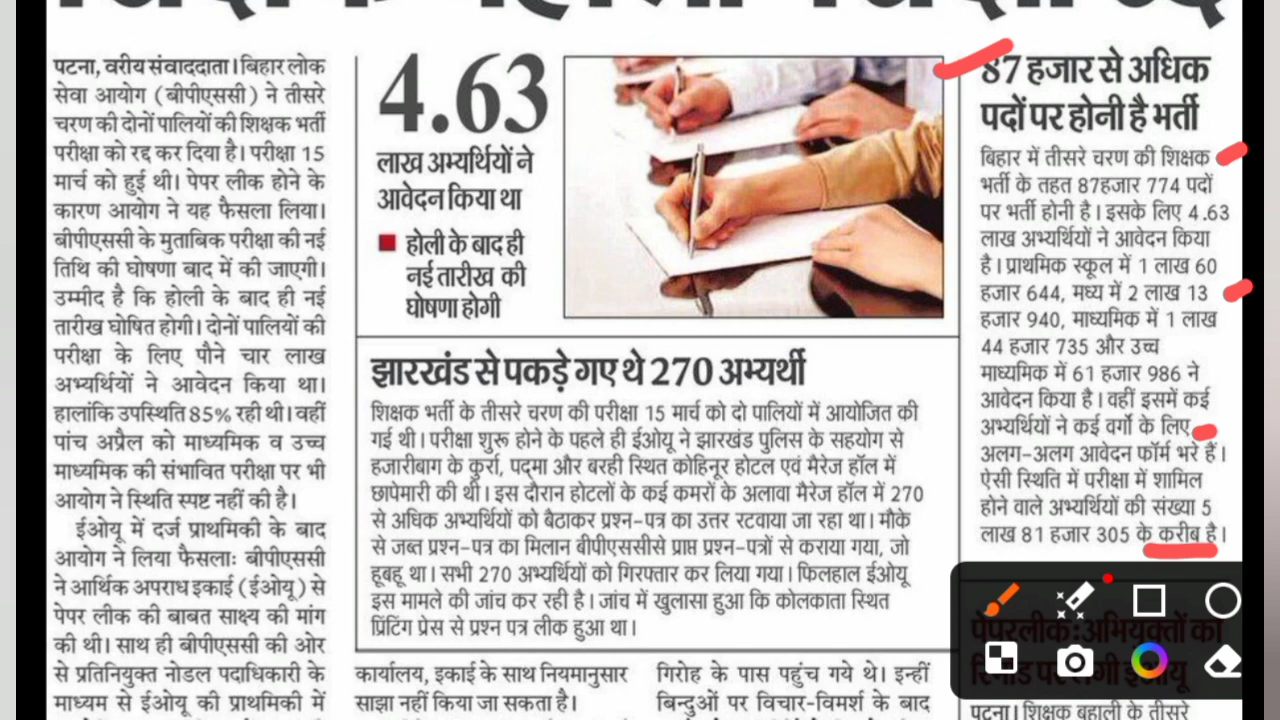 पटना, वरीय संवाददाता। बिहार लोक
सेवा आयोग (बीपीएससी) ने तीसरे
चरण की दोनों पालियों की शिक्षक भर्ती
परीक्षा को रद्द कर दिया है। परीक्षा 15
मार्च को हुई थी। पेपर लीक होने के
कारण आयोग ने यह फैसला लिया।
बीपीएससी के मुताबिक परीक्षा की नई
तिथि की घोषणा बाद में की जाएगी।
उम्मीद है कि होली के बाद ही नई
तारीख घोषित होगी। दोनों पालियों की
परीक्षा के लिए पौने चार लाख
अभ्यर्थियों ने आवेदन किया था।
हालांकि उपस्थिति 85% रही थी। वहीं
पांच अप्रैल को माध्यमिक व उच्च
माध्यमिक की संभावित परीक्षा पर भी
आयोग ने स्थिति स्पष्ट नहीं की है।
ईओयू में दर्ज प्राथमिकी के बाद
आयोग ने लिया फैसलाः बीपीएससी
ने आर्थिक अपराध इकाई (ईओयू) से
पेपर लीक की बाबत साक्ष्य की मांग
की थी। साथ ही बीपीएससी की ओर
से प्रतिनियुक्त नोडल पदाधिकारी के
माध्यम से ईओयू की प्राथमिकी में
4.63
लाख अभ्यर्थियों ने
आवेदन किया था
होली के बाद ही
नई तारीख की
घोषणा होगी
झारखंड से पकड़े गए थे 270 अभ्यर्थी
शिक्षक भर्ती के तीसरे चरण की परीक्षा 15 मार्च को दो पालियों में आयोजित की
गई थी। परीक्षा शुरू होने के पहले ही ईओयू ने झारखंड पुलिस के सहयोग से
हजारीबाग के कुर्रा, पद्मा और बरही स्थित कोहिनूर होटल एवं मैरेज हॉल में
छापेमारी की थी। इस दौरान होटलों के कई कमरों के अलावा मैरेज हॉल में 270
से अधिक अभ्यर्थियों को बैठाकर प्रश्न-पत्र का उत्तर रटवाया जा रहा था। मौके
से जब्त प्रश्न-पत्र का मिलान बीपीएससीसे प्राप्त प्रश्न-पत्रों से कराया गया, जो
हूबहू था। सभी 270 अभ्यर्थियों को गिरफ्तार कर लिया गया। फिलहाल ईओयू
इस मामले की जांच कर रही है। जांच में खुलासा हुआ कि कोलकाता स्थित
प्रिंटिंग प्रेस से प्रश्न पत्र लीक हुआ था।
कार्यालय, इकाई के साथ नियमानुसार
साझा नहीं किया जा सकता है।
गिरोह के पास पहुंच गये थे। इन्हीं
बिन्दुओं पर विचार-विमर्श के बाद
87 हजार से अधिक
पदों पर होनी है भर्ती
बिहार में तीसरे चरण की शिक्षक
भर्ती के तहत 87हजार 774 पदों
पर भर्ती होनी है। इसके लिए 4.63
लाख अभ्यर्थियों ने आवेदन किया
है। प्राथमिक स्कूल में 1 लाख 60
हजार 644, मध्य में 2 लाख 13
हजार 940, माध्यमिक में 1 लाख
44 हजार 735 और उच्च
माध्यमिक में 61 हजार 986 ने
आवेदन किया है। वहीं इसमें कई
अभ्यर्थियों ने कई वर्गो के लिए
अलग-अलग आवेदन फॉर्म भरे हैं।
ऐसी स्थिति में परीक्षा में शामिल
होने वाले अभ्यर्थियों की संख्या 5
लाख 81 हजार 305 के करीब है।
पेपरलीक: अभियुक्तों को
रिमांड पर लेगी ईओयू
पटना। शिक्षक बहाली के तीसरे